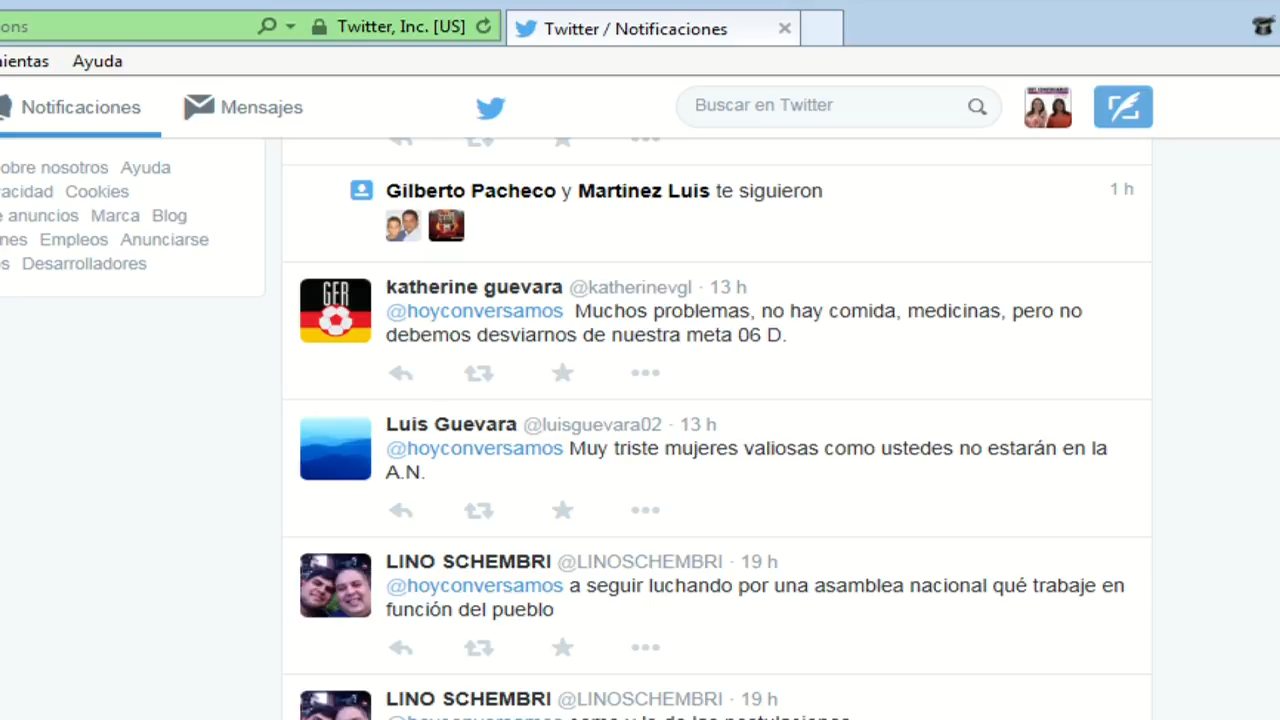 ons Twitter, Inc. [US] Twitter / Notificaciones
ientas Ayuda
Notificaciones Mensajes Buscar en Twitter
obre nosotros Ayuda
acidad Cookies
e anuncios Marca Blog
nes Empleos Anunciarse
s Desarrolladores
Gilberto Pacheco y Martinez Luis te siguieron 1 h
katherine guevara @katherinevgl · 13 h
@hoyconversamos Muchos problemas, no hay comida, medicinas, pero no
debemos desviarnos de nuestra meta 06 D.
GER
Luis Guevara @luisguevara02 · 13 h
@hoyconversamos Muy triste mujeres valiosas como ustedes no estarán en la
A.N.
LINO SCHEMBRI @LINOSCHEMBRI · 19 h
@hoyconversamos a seguir luchando por una asamblea nacional qué trabaje en
función del pueblo
LINO SCHEMBRI @LINOSCHEMBRI · 19 h